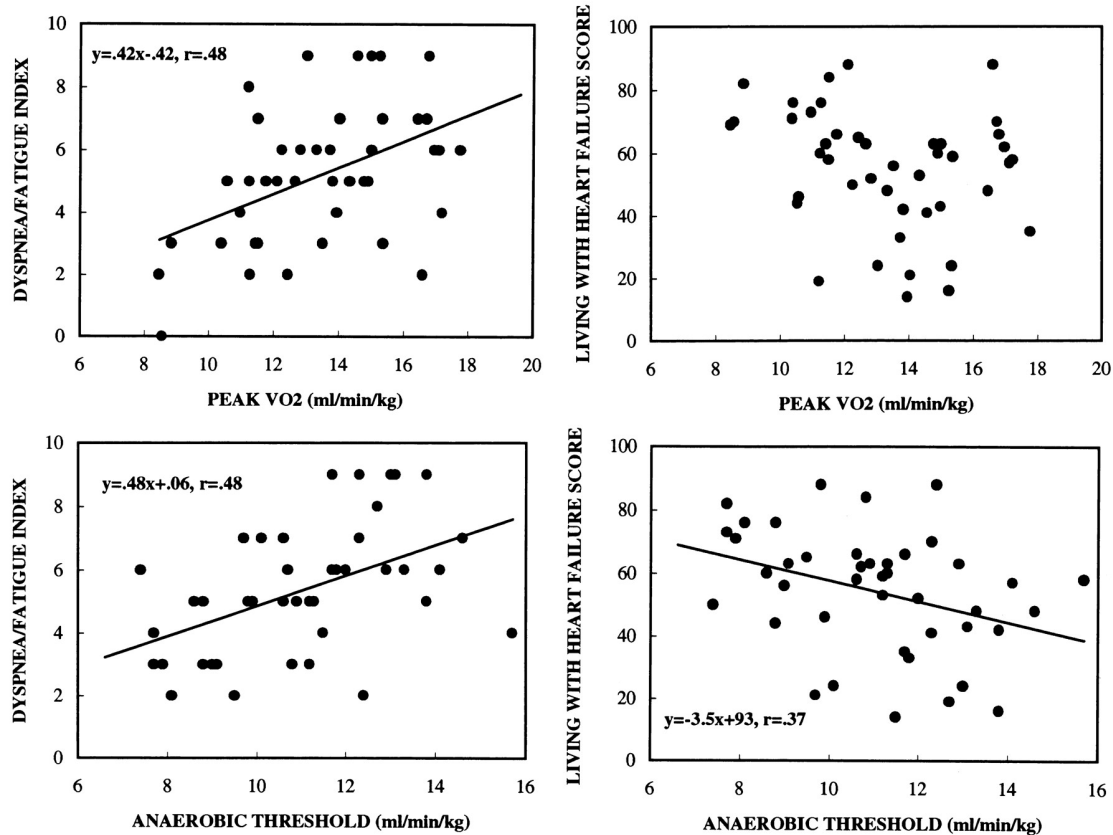 DYSPNEA/FATIGUE INDEX
10
8
6
4
2
0
y=.42x-.42, r=.48
6 8 10 12 14 16 18 20
PEAK VO2 (ml/min/kg)
LIVING WITH HEART FAILURE SCORE
100
80
60
40
20
0
6 8 10 12 14 16 18 20
PEAK VO2 (ml/min/kg)
DYSPNEA/FATIGUE INDEX
10
8
6
4
2
0
y=.48x+.06, r=.48
6 8 10 12 14 16
ANAEROBIC THRESHOLD (ml/min/kg)
LIVING WITH HEART FAILURE SCORE
100
80
60
40
20
0
y=-3.5x+93, r=.37
6 8 10 12 14 16
ANAEROBIC THRESHOLD (ml/min/kg)